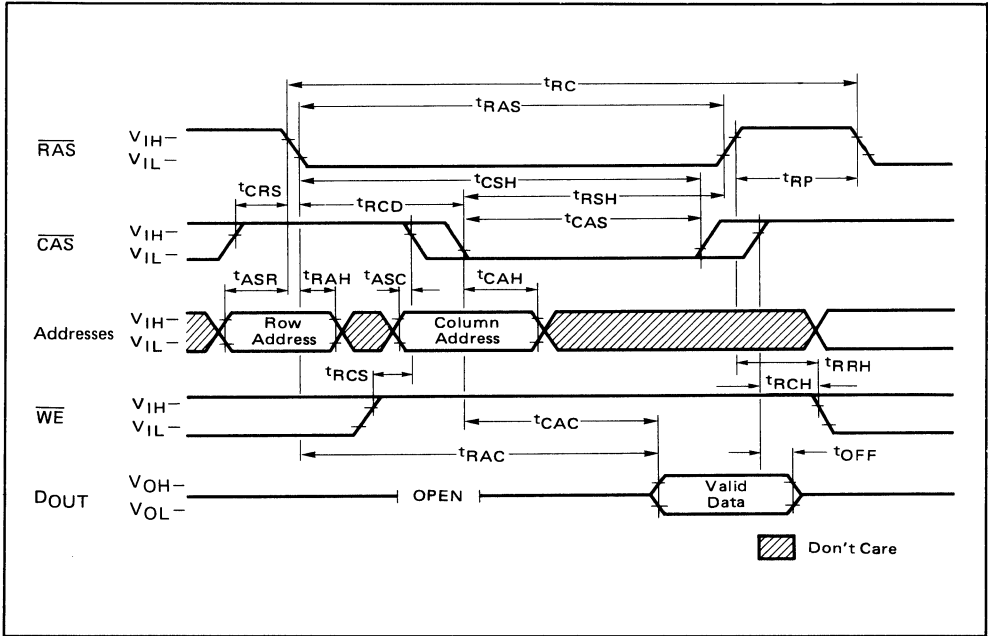 tRC
tRAS
RAS
VIH–
VIL–
tCSH
tCRS
tRCD
tRSH
tRP
tCAS
CAS
VIH–
VIL–
tASR
tRAH
tASC
tCAH
Addresses
VIH–
VIL–
Row
Address
Column
Address
tRCS
tRRH
tRCH
WE
VIH–
VIL–
tCAC
tRAC
tOFF
DOUT
VOH–
VOL–
OPEN
Valid
Data
Don't Care